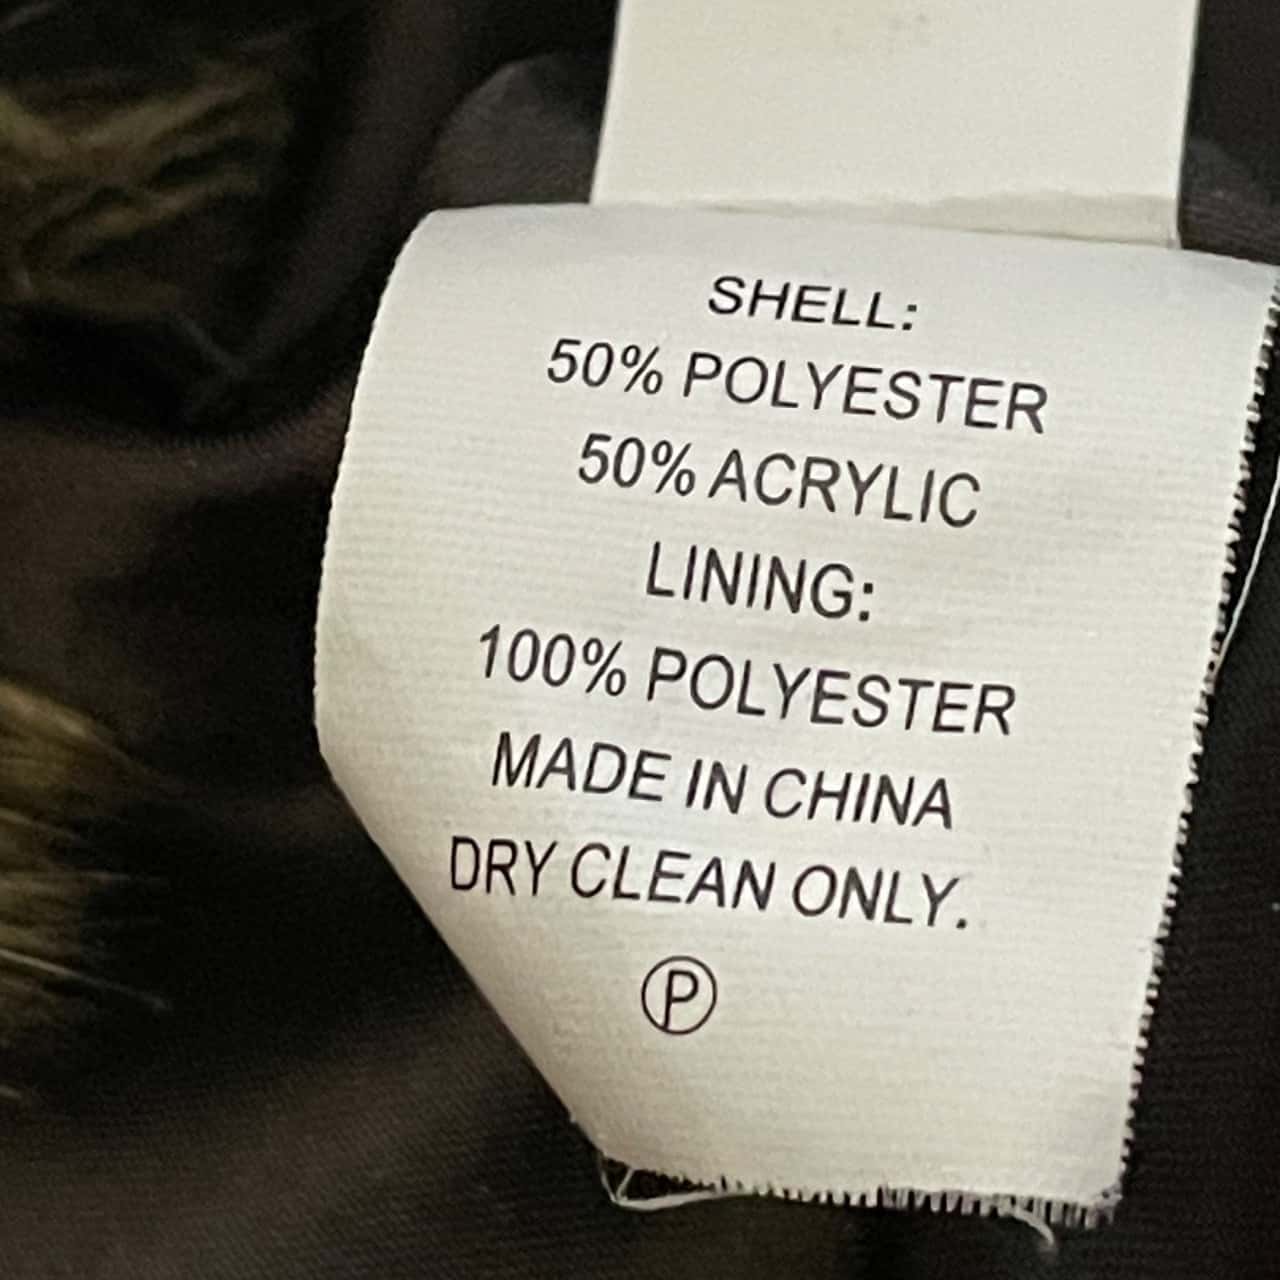 SHELL:
50% POLYESTER
50% ACRYLIC
LINING:
100% POLYESTER
MADE IN CHINA
DRY CLEAN ONLY.
Ⓟ